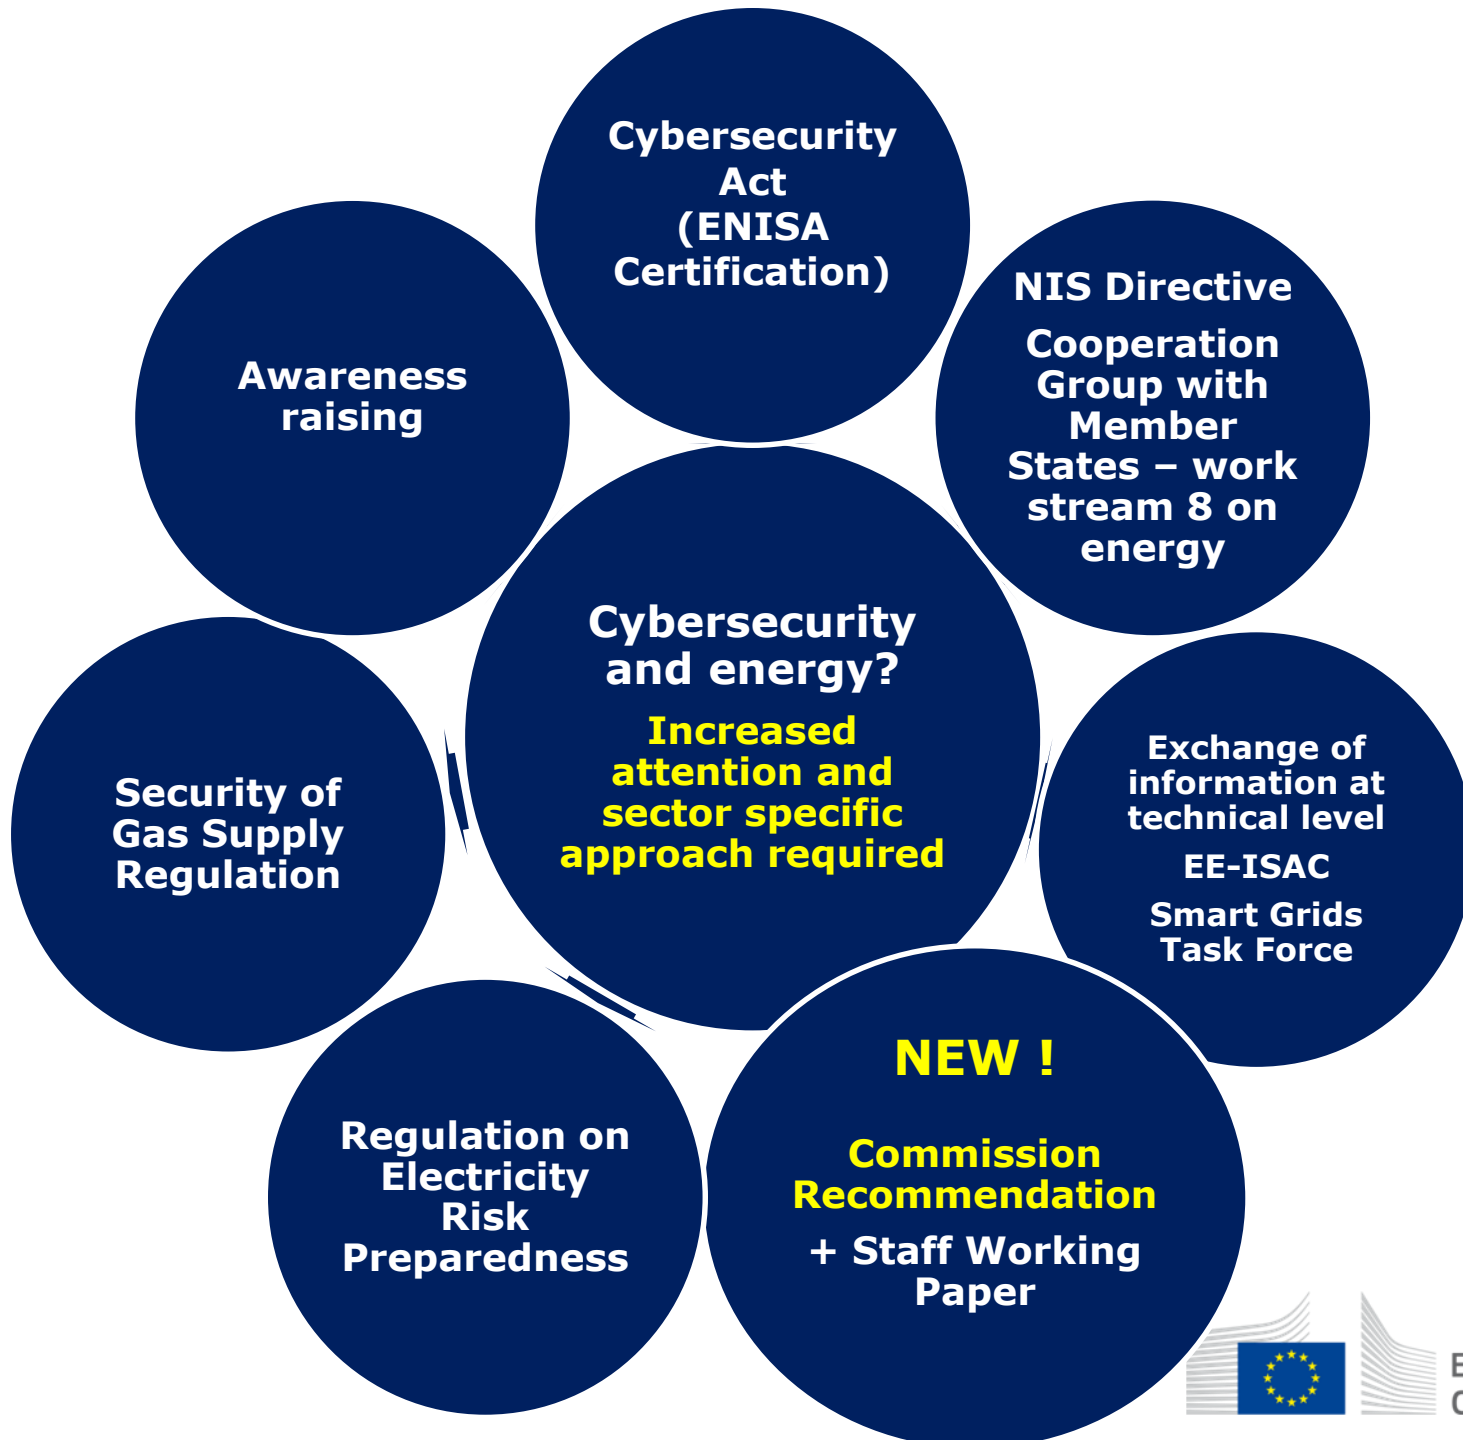 Cybersecurity
Act
(ENISA
Certification)
NIS Directive
Cooperation
Group with
Member
States – work
stream 8 on
energy
Awareness
raising
Cybersecurity
and energy?
Increased
attention and
sector specific
approach required
Exchange of
information at
technical level
EE-ISAC
Smart Grids
Task Force
Security of
Gas Supply
Regulation
NEW !
Commission
Recommendation
+ Staff Working
Paper
Regulation on
Electricity
Risk
Preparedness